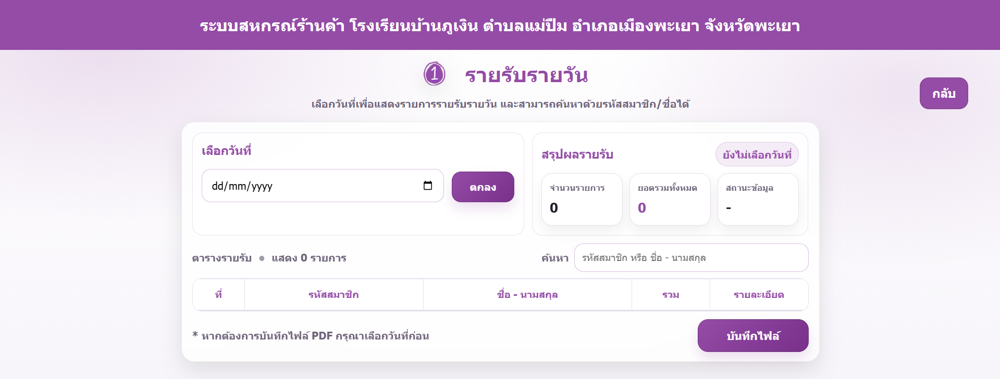 ระบบสหกรณ์ร้านค้า โรงเรียนบ้านภูเงิน ตำบลแม่ปืม อำเภอเมืองพะเยา จังหวัดพะเยา
1 รายรับรายวัน
กลับ
เลือกวันที่เพื่อแสดงรายการรายรับรายวัน และสามารถค้นหาด้วยรหัสสมาชิก/ชื่อได้
เลือกวันที่
dd/mm/yyyy
ตกลง
สรุปผลรายรับ
ยังไม่เลือกวันที่
จำนวนรายการ
0
ยอดรวมทั้งหมด
0
สถานะข้อมูล
-
ตารางรายรับ ● แสดง 0 รายการ
ค้นหา รหัสสมาชิก หรือ ชื่อ - นามสกุล
ที่ รหัสสมาชิก ชื่อ - นามสกุล รวม รายละเอียด
* หากต้องการบันทึกไฟล์ PDF กรุณาเลือกวันที่ก่อน
บันทึกไฟล์